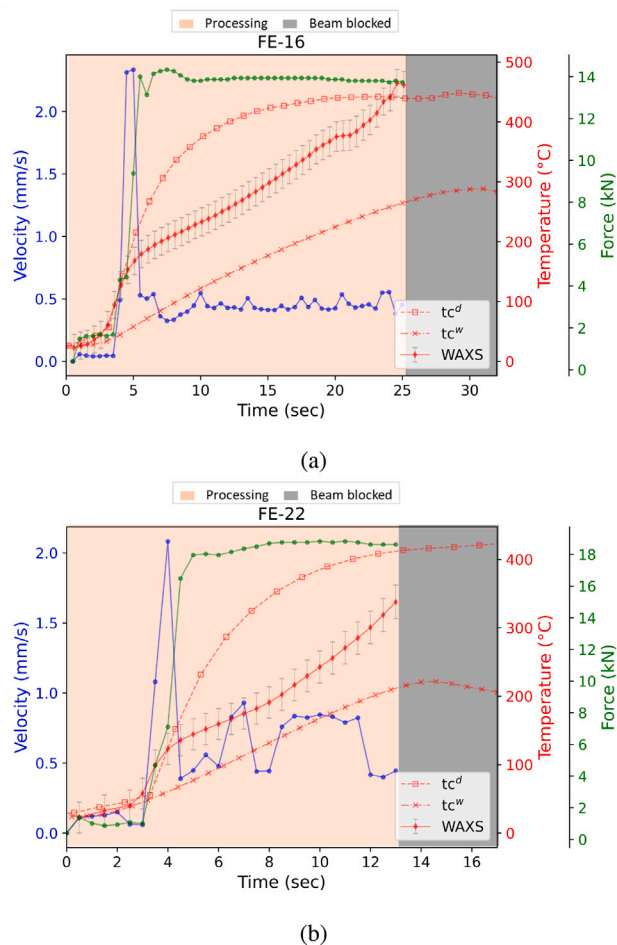 Processing Beam blocked
FE-16
2.0
1.5
1.0
0.5
0.0
Velocity (mm/s)
500
400
300
200
100
0
Temperature (°C)
14
12
10
8
6
4
2
0
Force (kN)
tc^d
tc^w
WAXS
0 5 10 15 20 25 30
Time (sec)
(a)
Processing Beam blocked
FE-22
2.0
1.5
1.0
0.5
0.0
Velocity (mm/s)
400
300
200
100
0
Temperature (°C)
18
16
14
12
10
8
6
4
2
0
Force (kN)
tc^d
tc^w
WAXS
0 2 4 6 8 10 12 14 16
Time (sec)
(b)